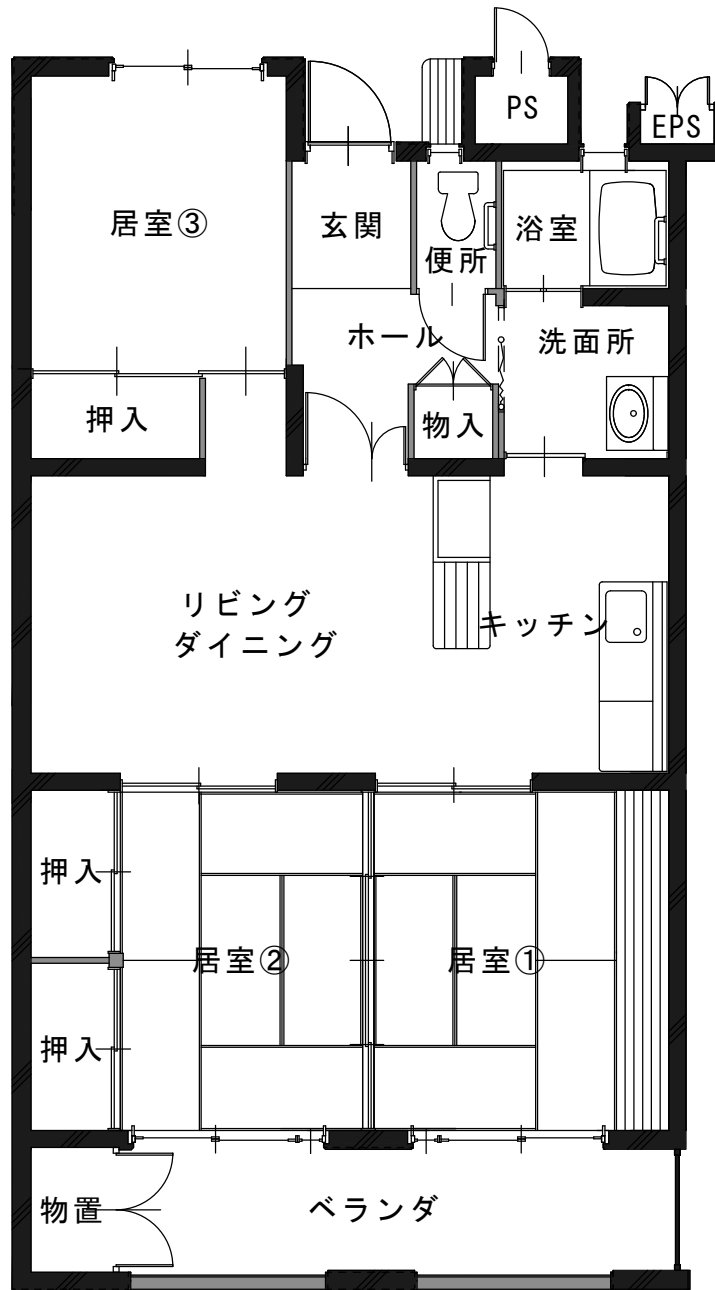 PS
EPS
居室③
玄関
便所
浴室
ホール
洗面所
押入
物入
リビング
ダイニング
キッチン
押入
居室②
居室①
押入
物置
ベランダ